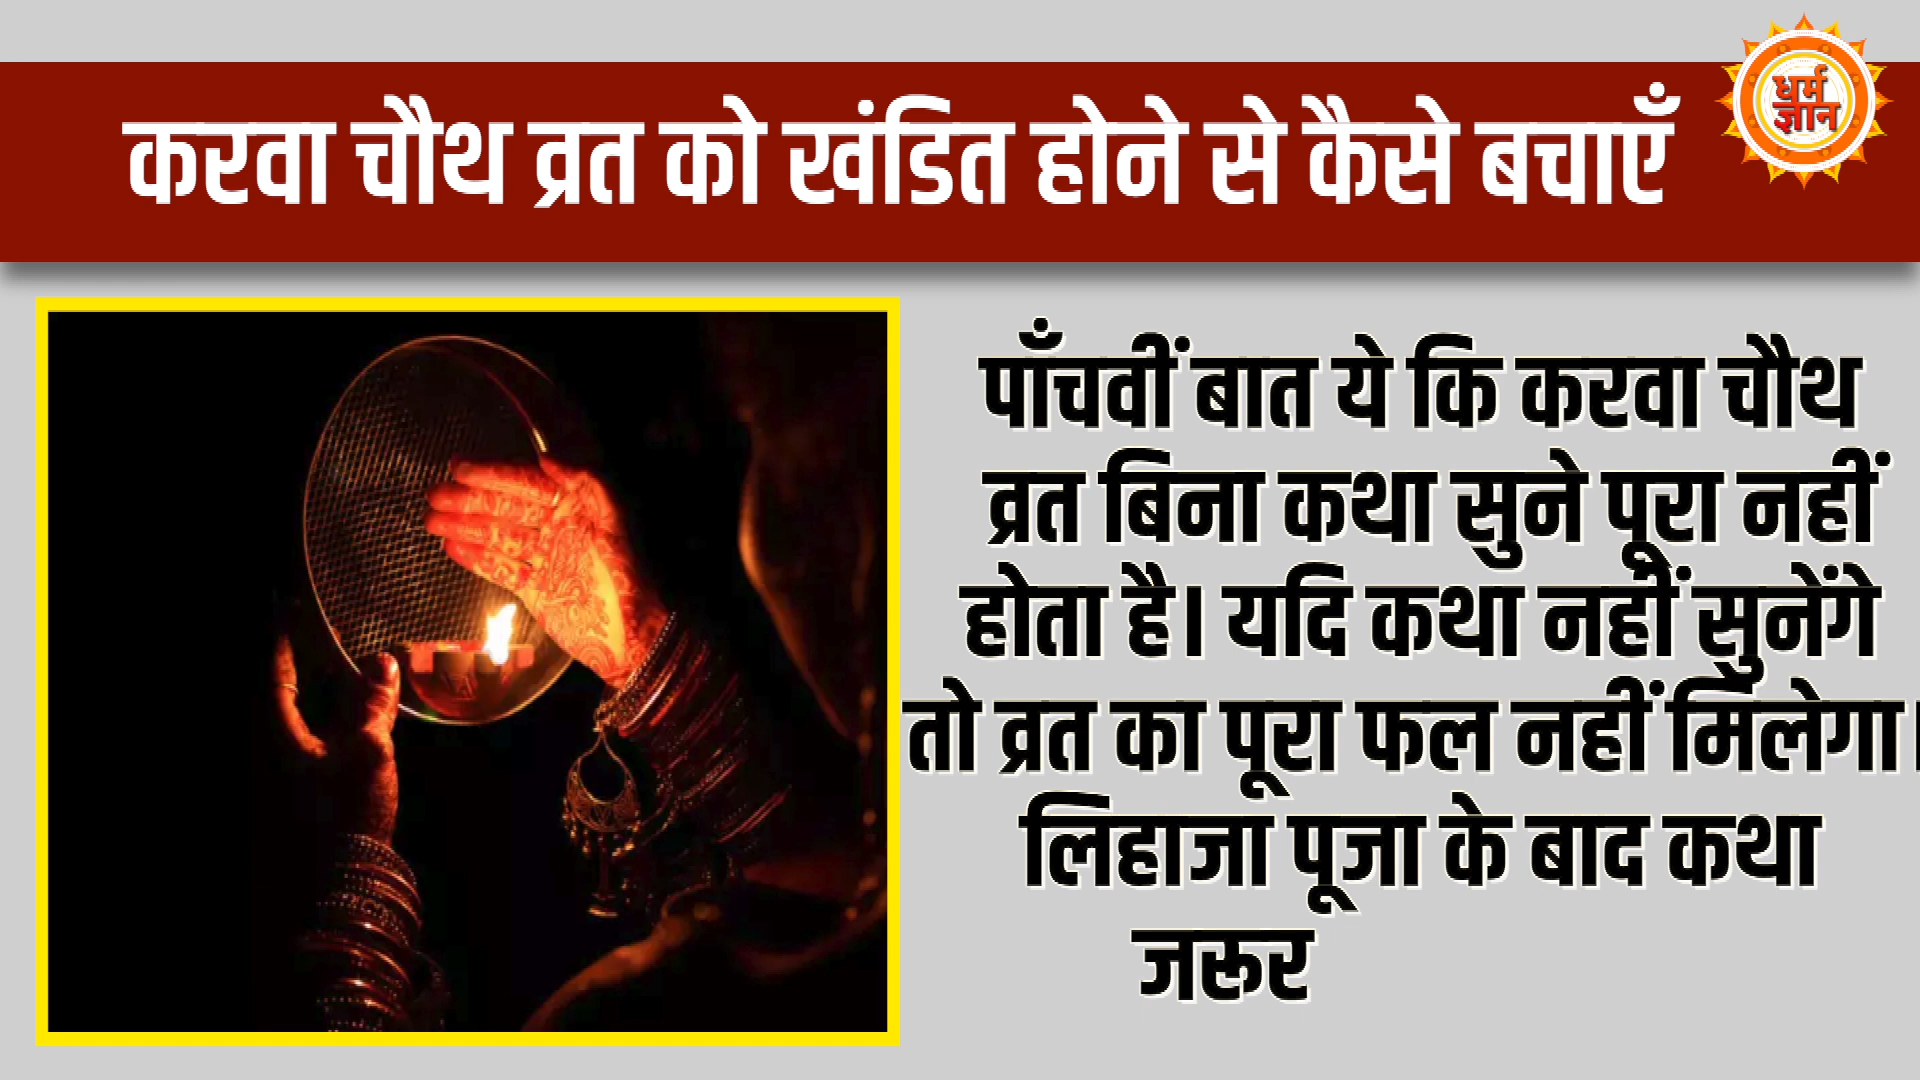 करवा चौथ व्रत को खंडित होने से कैसे बचाएँ
धर्म
ज्ञान
पाँचवीं बात ये कि करवा चौथ
व्रत बिना कथा सुने पूरा नहीं
होता है। यदि कथा नहीं सुनेंगे
तो व्रत का पूरा फल नहीं मिलेगा।
लिहाजा पूजा के बाद कथा
जरूर